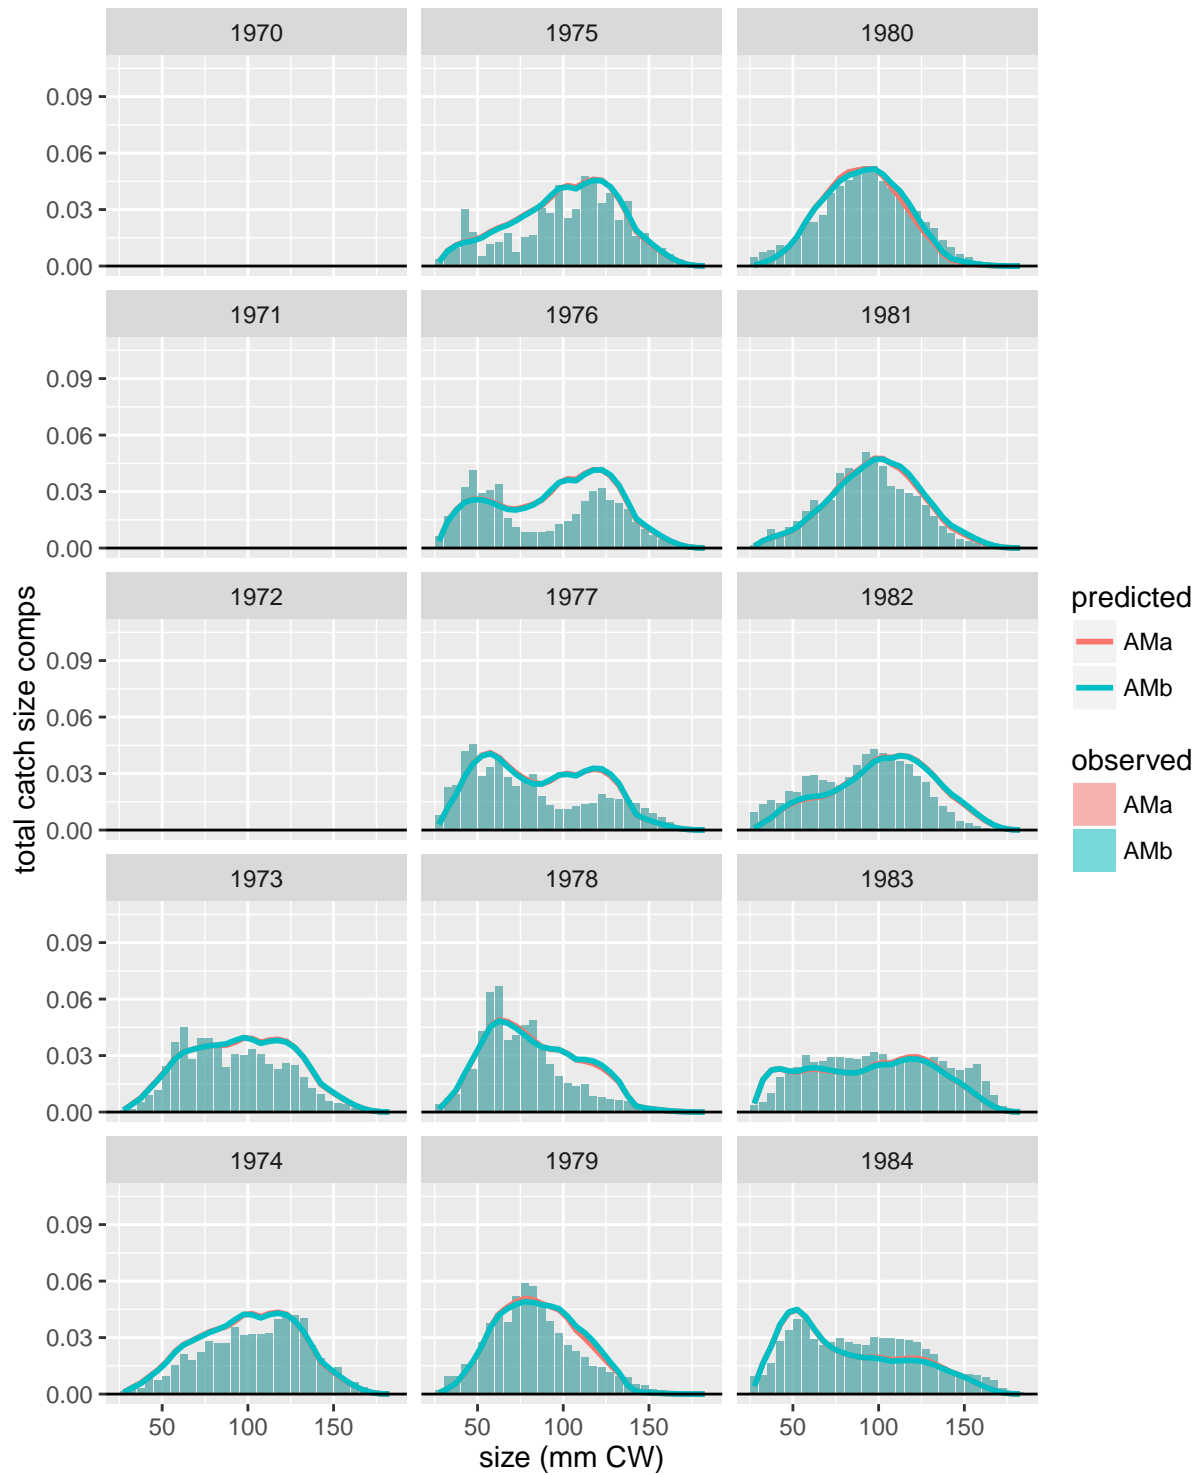 1970 1975 1980
0.09
0.06
0.03
0.00
1971 1976 1981
0.09
0.06
0.03
0.00
1972 1977 1982
0.09
0.06
0.03
0.00
1973 1978 1983
0.09
0.06
0.03
0.00
1974 1979 1984
0.09
0.06
0.03
0.00
50 100 150 50 100 150 50 100 150
size (mm CW)
total catch size comps
predicted
AMa
AMb
observed
AMa
AMb